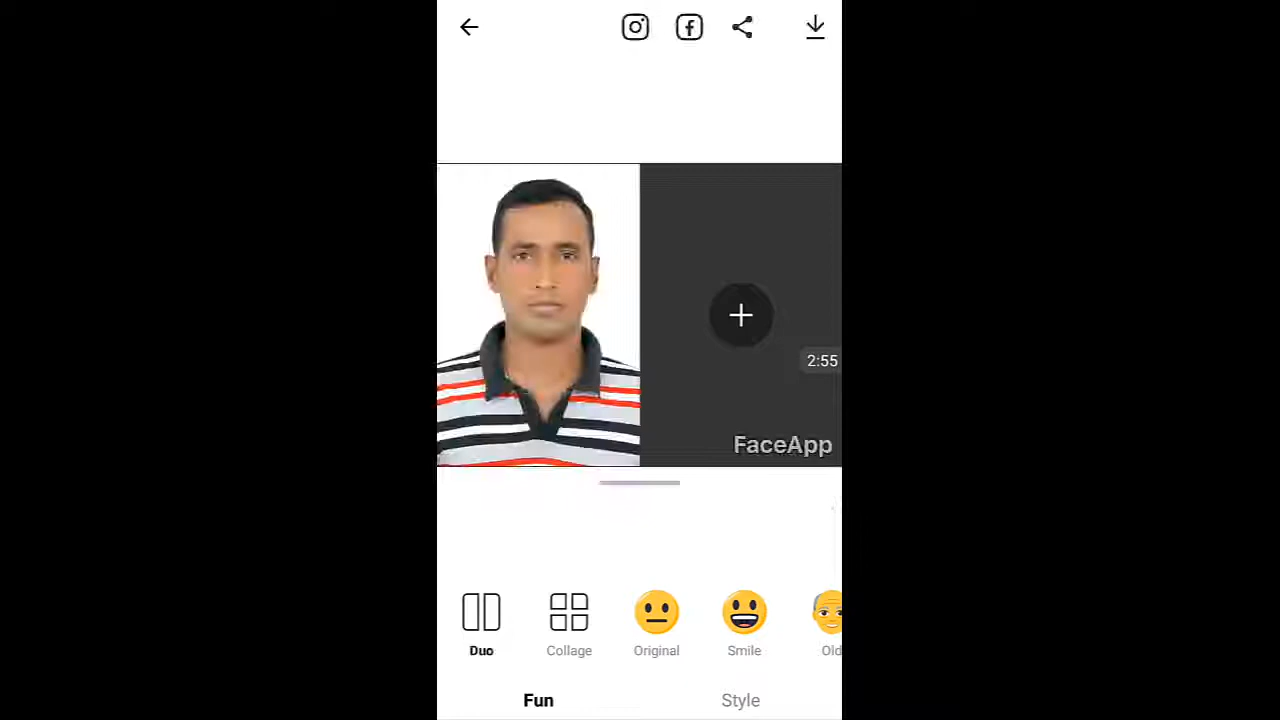 2:55
FaceApp
Duo
Collage
Original
Smile
Old
Fun
Style